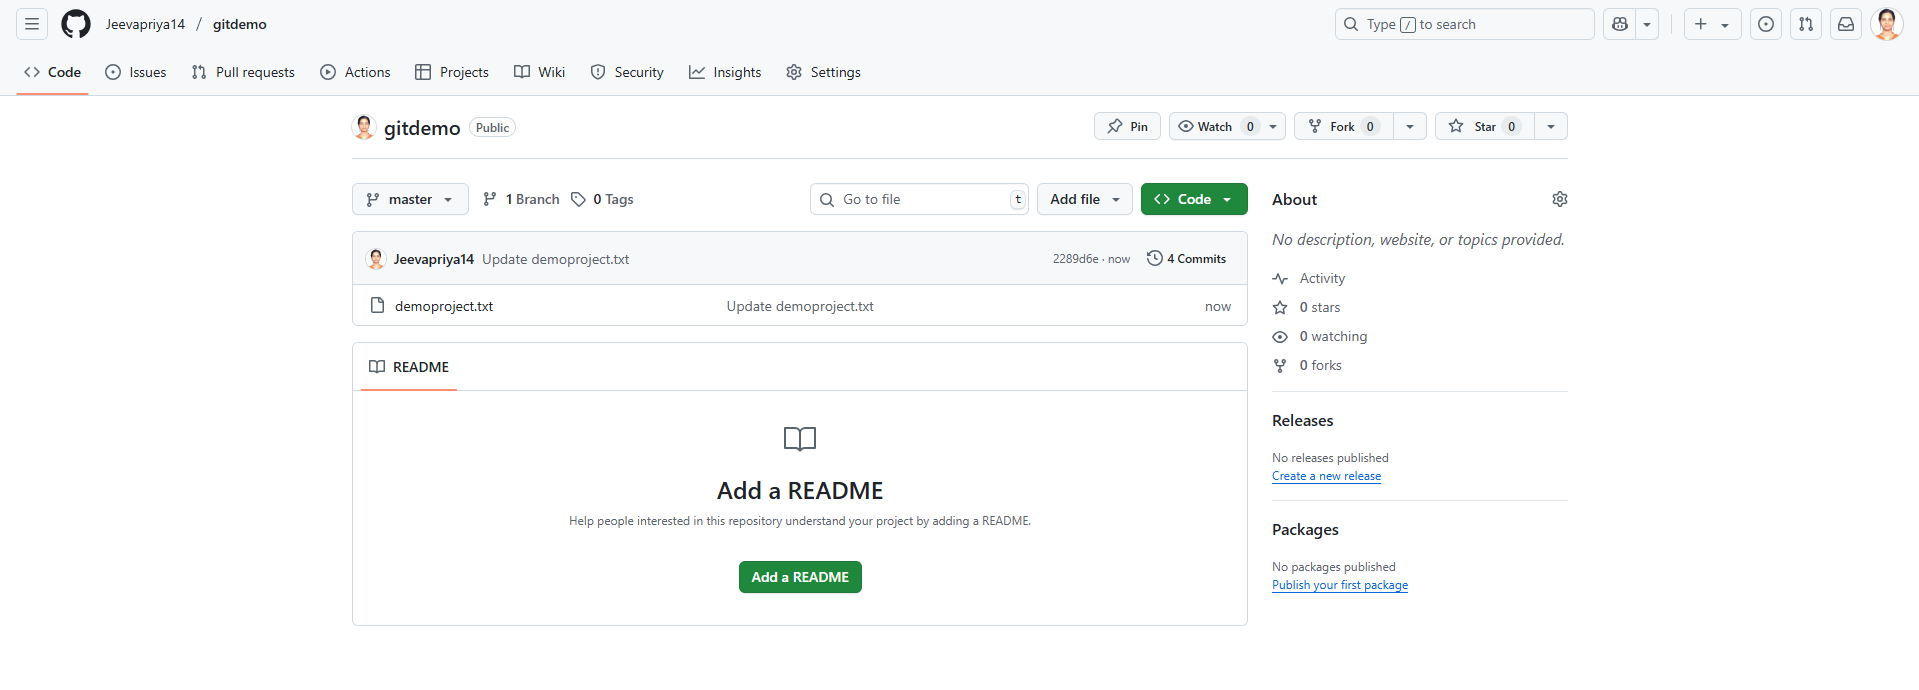 Jeevapriya14 / gitdemo
Type / to search
Code Issues Pull requests Actions Projects Wiki Security Insights Settings
gitdemo Public
Pin Watch 0 Fork 0 Star 0
master 1 Branch 0 Tags
Go to file t
Add file Code
Jeevapriya14 Update demoproject.txt 2289d6e · now 4 Commits
demoproject.txt Update demoproject.txt now
README
Add a README
Help people interested in this repository understand your project by adding a README.
Add a README
About
No description, website, or topics provided.
Activity
0 stars
0 watching
0 forks
Releases
No releases published
Create a new release
Packages
No packages published
Publish your first package